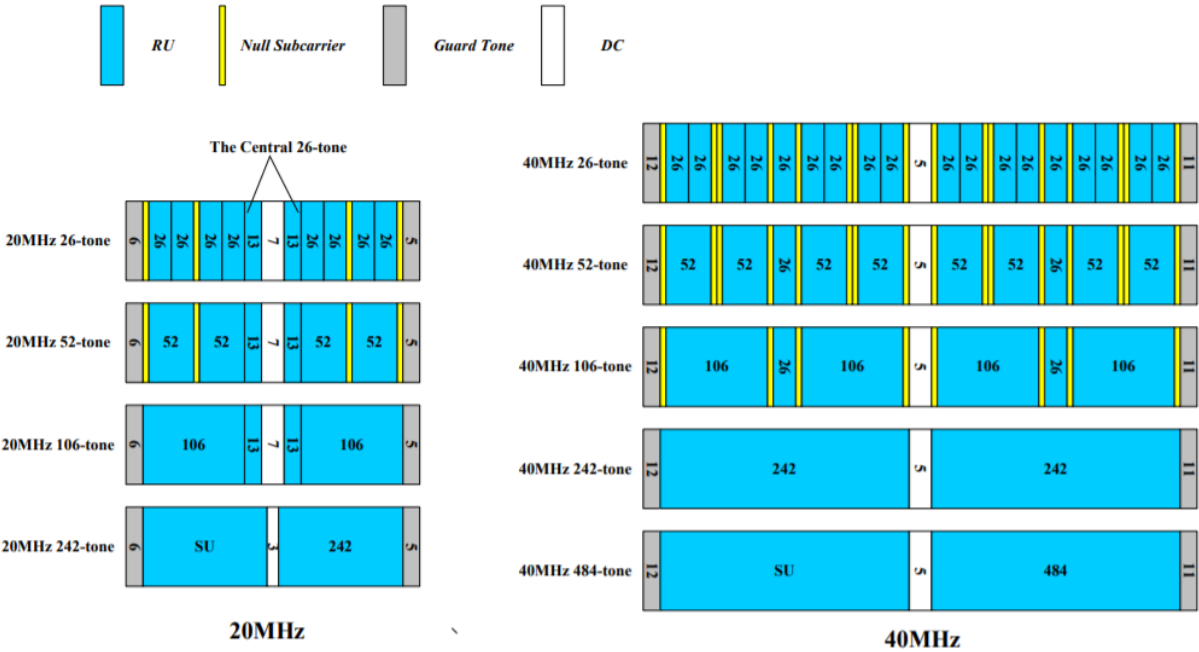 RU Null Subcarrier Guard Tone DC
The Central 26-tone
20MHz 26-tone 6 26 26 26 26 13 7 13 26 26 26 26 5
20MHz 52-tone 6 52 52 13 7 13 52 52 5
20MHz 106-tone 6 106 13 7 13 106 5
20MHz 242-tone 6 SU 3 242 5
20MHz
40MHz 26-tone 12 26 26 26 26 26 26 26 26 26 5 26 26 26 26 26 26 26 26 26 11
40MHz 52-tone 12 52 52 26 52 52 5 52 52 26 52 52 11
40MHz 106-tone 12 106 26 106 5 106 26 106 11
40MHz 242-tone 12 242 5 242 11
40MHz 484-tone 12 SU 5 484 11
40MHz